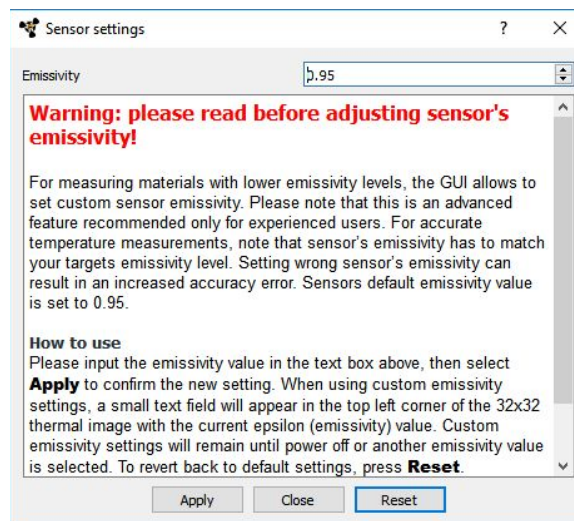 Sensor settings ?
Emissivity 0.95
Warning: please read before adjusting sensor's
emissivity!
For measuring materials with lower emissivity levels, the GUI allows to
set custom sensor emissivity. Please note that this is an advanced
feature recommended only for experienced users. For accurate
temperature measurements, note that sensor's emissivity has to match
your targets emissivity level. Setting wrong sensor's emissivity can
result in an increased accuracy error. Sensors default emissivity value
is set to 0.95.
How to use
Please input the emissivity value in the text box above, then select
Apply to confirm the new setting. When using custom emissivity
settings, a small text field will appear in the top left corner of the 32x32
thermal image with the current epsilon (emissivity) value. Custom
emissivity settings will remain until power off or another emissivity value
is selected. To revert back to default settings, press Reset.
Apply Close Reset